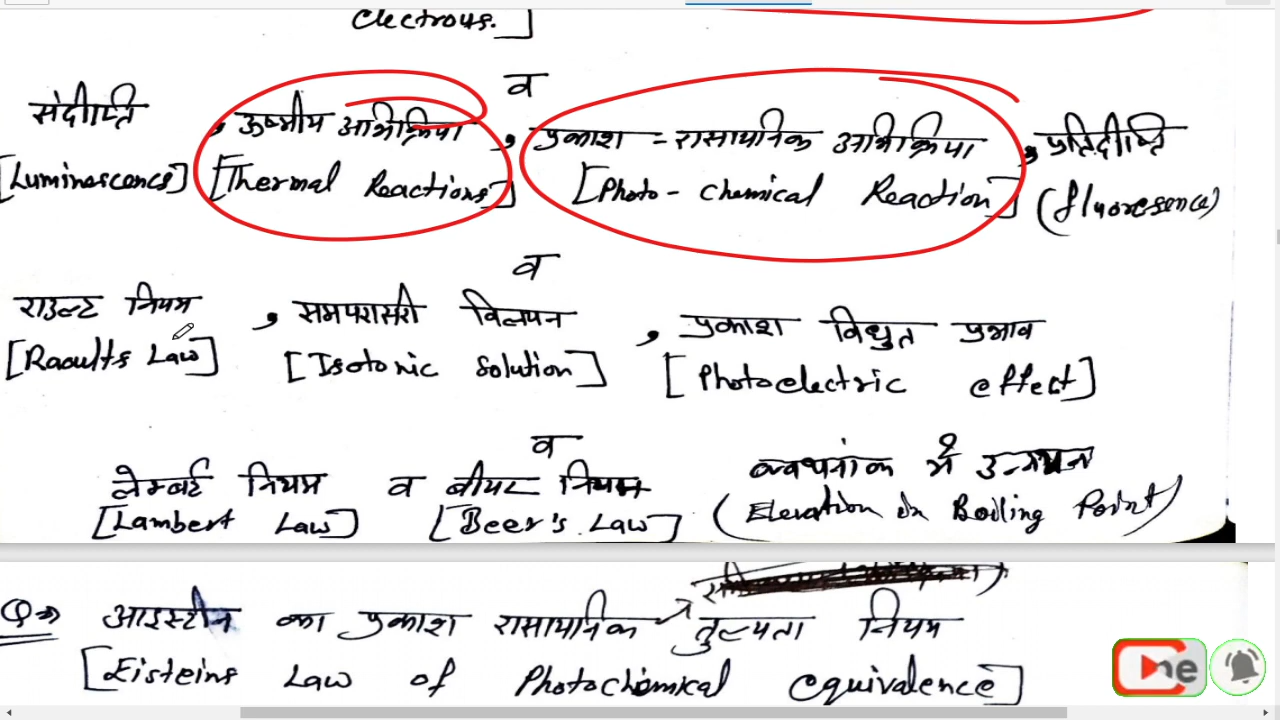 Electrons.]
व
संदीप्ति , ऊष्मीय अभिक्रिया , प्रकाश - रासायनिक अभिक्रिया , प्रतिदीप्ति
[Luminescence] [Thermal Reactions] [Photo - chemical Reaction] (fluoresence)
व
राउल्ट नियम , समपरासरी विलयन , प्रकाश विधुत प्रभाव
[Raoults Law] [Isotonic Solution] [Photoelectric effect]
व
लेम्बर्ट नियम व बीयर नियम क्वथनांक में उन्नयन
[Lambert Law] [Beer's Law] (Elevation in Boiling Point)
Q⇒ आइस्टीन का प्रकाश रासायनिक तुल्यता नियम
[Eisteins Law of Photochemical equivalence]